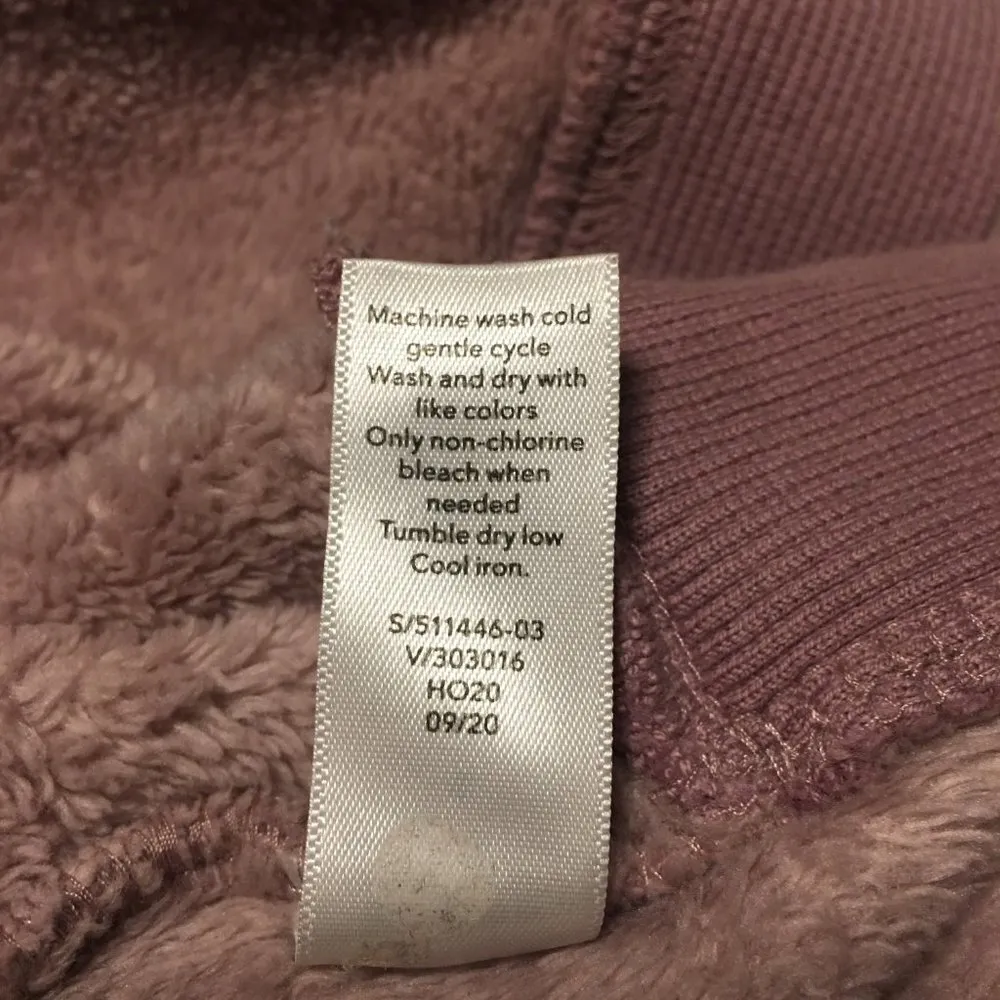 Machine wash cold
gentle cycle
Wash and dry with
like colors
Only non-chlorine
bleach when
needed
Tumble dry low
Cool iron.
S/511446-03
V/303016
HO20
09/20